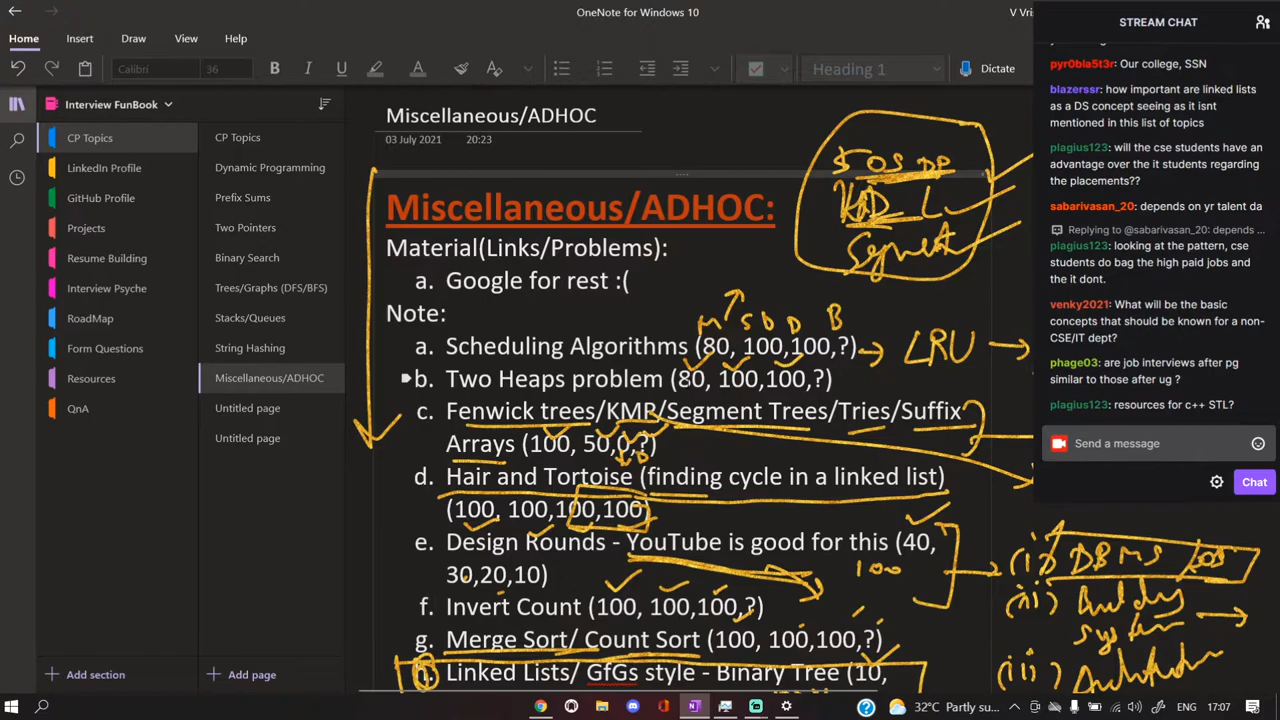 OneNote for Windows 10
V Vri
Home
Insert
Draw
View
Help
Calibri
36
B
I
U
A
Heading 1
Dictate
Interview FunBook
CP Topics
LinkedIn Profile
GitHub Profile
Projects
Resume Building
Interview Psyche
RoadMap
Form Questions
Resources
QnA
Add section
CP Topics
Dynamic Programming
Prefix Sums
Two Pointers
Binary Search
Trees/Graphs (DFS/BFS)
Stacks/Queues
String Hashing
Miscellaneous/ADHOC
Untitled page
Untitled page
Add page
Miscellaneous/ADHOC
03 July 2021
20:23
Miscellaneous/ADHOC:
Material(Links/Problems):
a. Google for rest :(
Note:
M S D D B
a. Scheduling Algorithms (80, 100,100,?) → LRU →
b. Two Heaps problem (80, 100,100,?)
c. Fenwick trees/KMP/Segment Trees/Tries/Suffix
Arrays (100, 50,0,?)
d. Hair and Tortoise (finding cycle in a linked list)
(100, 100,100,100)
e. Design Rounds - YouTube is good for this (40,
30,20,10)
100
f. Invert Count (100, 100,100,?)
g. Merge Sort/ Count Sort (100, 100,100,?)
h. Linked Lists/ GfGs style - Binary Tree (10,
OS DP
Segment
(i) DBMS /OS
(ii)
System
(iii)
STREAM CHAT
pyr0bla5t3r: Our college, SSN
blazerssr: how important are linked lists
as a DS concept seeing as it isnt
mentioned in this list of topics
plagius123: will the cse students have an
advantage over the it students regarding
the placements??
sabarivasan_20: depends on yr talent da
Replying to @sabarivasan_20: depends ...
plagius123: looking at the pattern, cse
students do bag the high paid jobs and
the it dont.
venky2021: What will be the basic
concepts that should be known for a non-
CSE/IT dept?
phage03: are job interviews after pg
similar to those after ug ?
plagius123: resources for c++ STL?
Send a message
Chat
32°C Partly su...
ENG
17:07